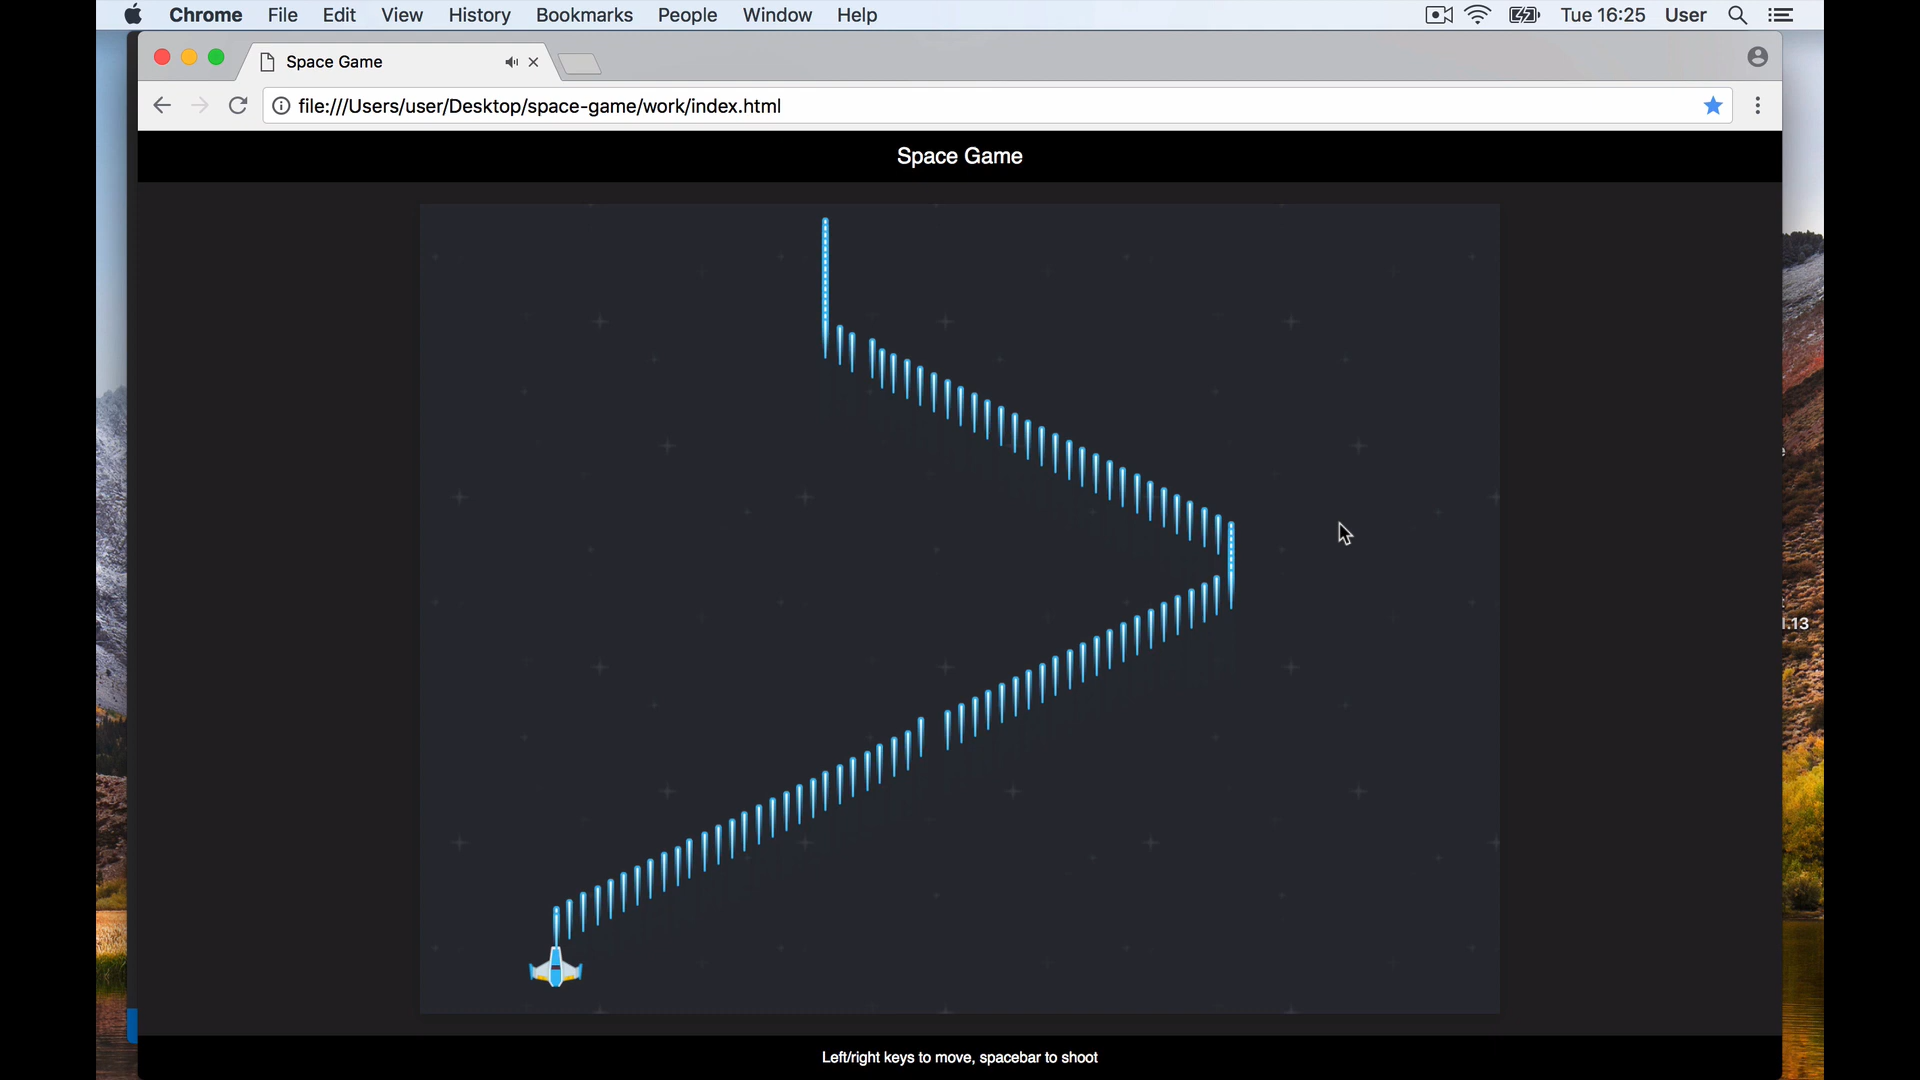 Chrome File Edit View History Bookmarks People Window Help Tue 16:25 User
Space Game
file:///Users/user/Desktop/space-game/work/index.html
Space Game
.13
Left/right keys to move, spacebar to shoot